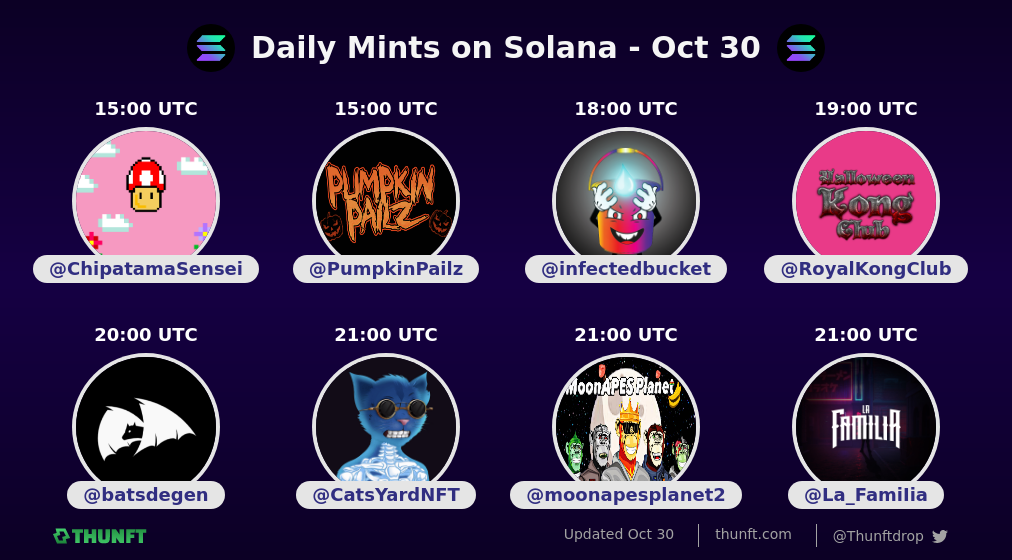 Daily Mints on Solana - Oct 30
15:00 UTC
15:00 UTC
18:00 UTC
19:00 UTC
PUMPKIN
PAILZ
Halloween
Kong
Club
@ChipatamaSensei
@PumpkinPailz
@infectedbucket
@RoyalKongClub
20:00 UTC
21:00 UTC
21:00 UTC
21:00 UTC
MoonAPESPlanet
LA
FAMILIA
@batsdegen
@CatsYardNFT
@moonapesplanet2
@La_FamiIia
THUNFT
Updated Oct 30
thunft.com
@Thunftdrop